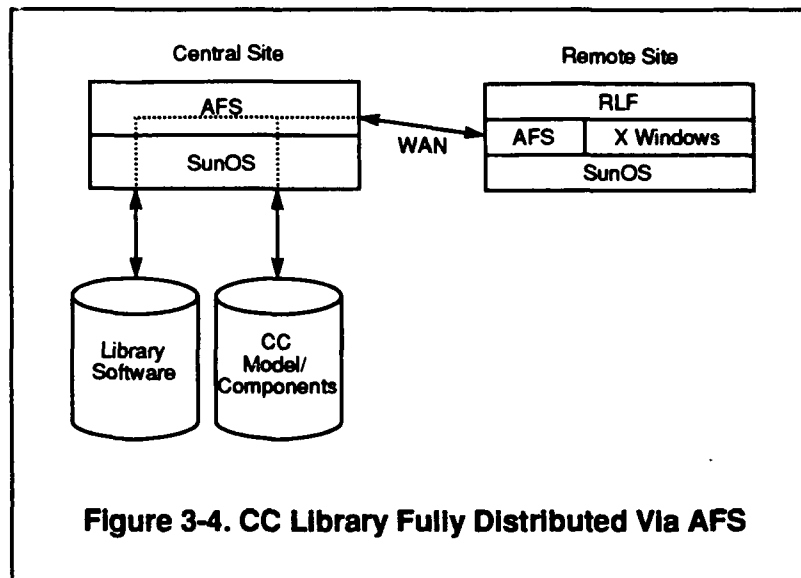 Central Site
AFS
SunOS
WAN
Remote Site
RLF
AFS X Windows
SunOS
Library
Software
CC
Model/
Components
Figure 3-4. CC Library Fully Distributed Via AFS